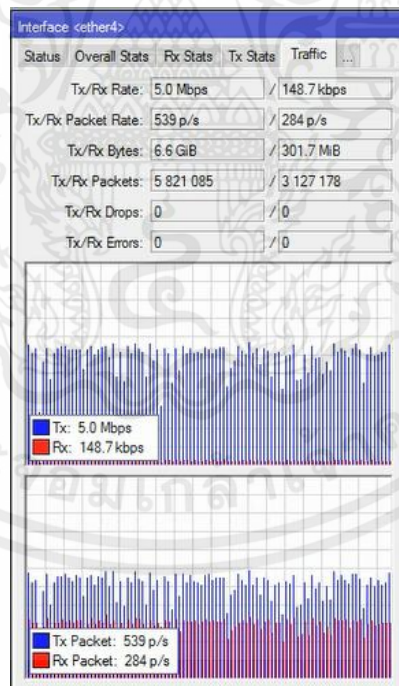 Interface <ether4>
Status Overall Stats Rx Stats Tx Stats Traffic ...
Tx/Rx Rate: 5.0 Mbps / 148.7 kbps
Tx/Rx Packet Rate: 539 p/s / 284 p/s
Tx/Rx Bytes: 6.6 GiB / 301.7 MiB
Tx/Rx Packets: 5 821 085 / 3 127 178
Tx/Rx Drops: 0 / 0
Tx/Rx Errors: 0 / 0
Tx: 5.0 Mbps
Rx: 148.7 kbps
Tx Packet: 539 p/s
Rx Packet: 284 p/s